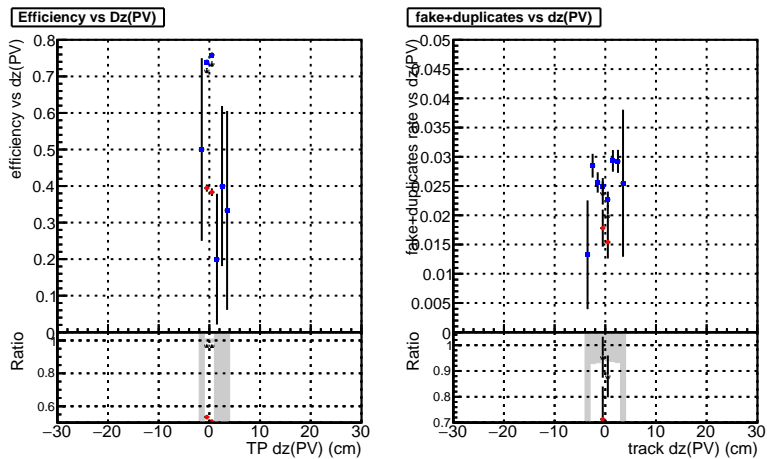 Efficiency vs Dz(PV)
efficiency vs dz(PV)
0.8
0.7
0.6
0.5
0.4
0.3
0.2
0.1
0
Ratio
1
0.8
0.6
−30 −20 −10 0 10 20 30
TP dz(PV) (cm)
fake+duplicates vs dz(PV)
fake+duplicates rate vs dz(PV)
0.05
0.045
0.04
0.035
0.03
0.025
0.02
0.015
0.01
0.005
0
Ratio
1
0.9
0.8
0.7
−30 −20 −10 0 10 20 30
track dz(PV) (cm)